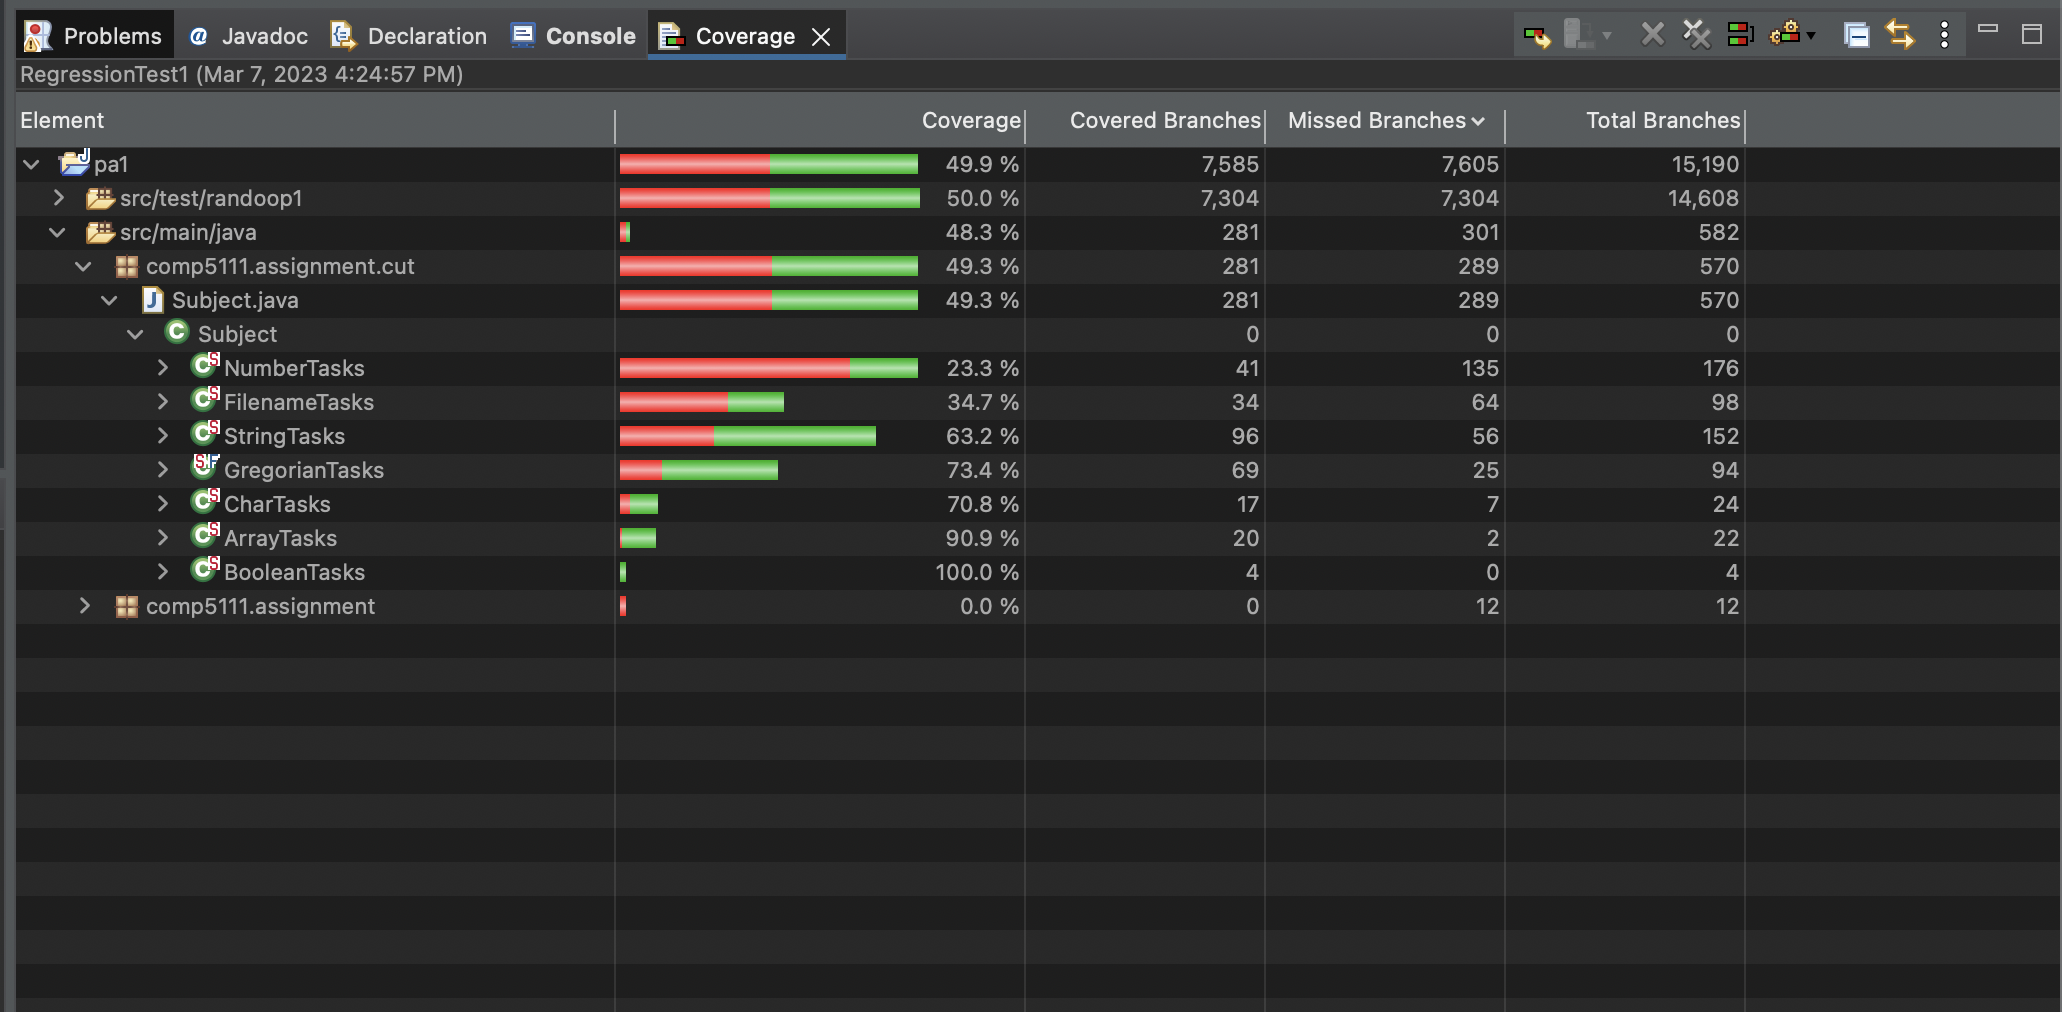 Problems @ Javadoc Declaration Console Coverage
RegressionTest1 (Mar 7, 2023 4:24:57 PM)
Element Coverage Covered Branches Missed Branches Total Branches
pa1 49.9 % 7,585 7,605 15,190
src/test/randoop1 50.0 % 7,304 7,304 14,608
src/main/java 48.3 % 281 301 582
comp5111.assignment.cut 49.3 % 281 289 570
Subject.java 49.3 % 281 289 570
Subject 0 0 0
NumberTasks 23.3 % 41 135 176
FilenameTasks 34.7 % 34 64 98
StringTasks 63.2 % 96 56 152
GregorianTasks 73.4 % 69 25 94
CharTasks 70.8 % 17 7 24
ArrayTasks 90.9 % 20 2 22
BooleanTasks 100.0 % 4 0 4
comp5111.assignment 0.0 % 0 12 12